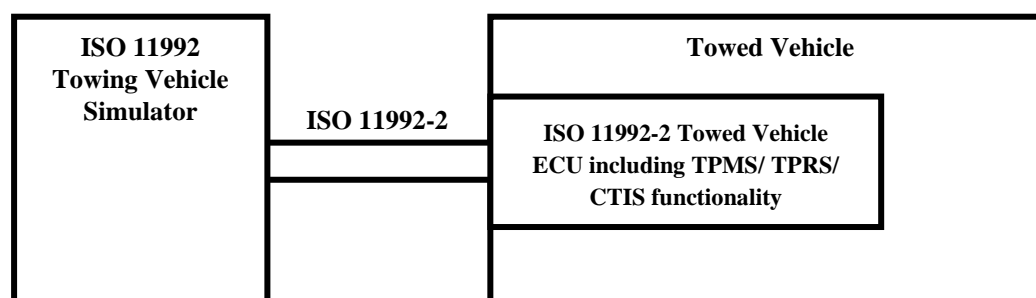 ISO 11992
Towing Vehicle
Simulator
ISO 11992-2
Towed Vehicle
ISO 11992-2 Towed Vehicle
ECU including TPMS/ TPRS/
CTIS functionality